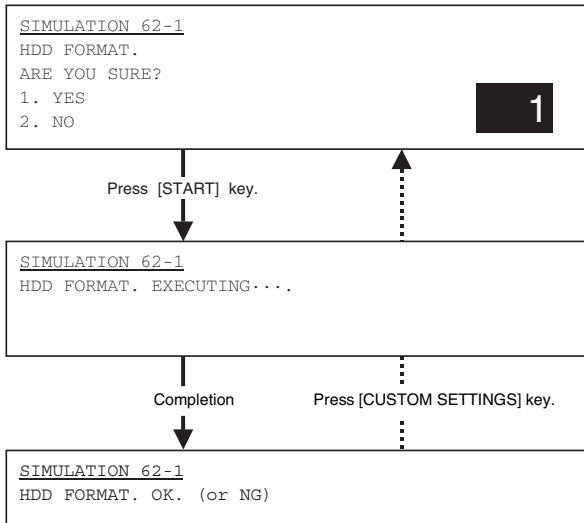 SIMULATION 62-1
HDD FORMAT.
ARE YOU SURE?
1. YES
2. NO
1
Press [START] key.
SIMULATION 62-1
HDD FORMAT. EXECUTING···.
Completion
Press [CUSTOM SETTINGS] key.
SIMULATION 62-1
HDD FORMAT. OK. (or NG)